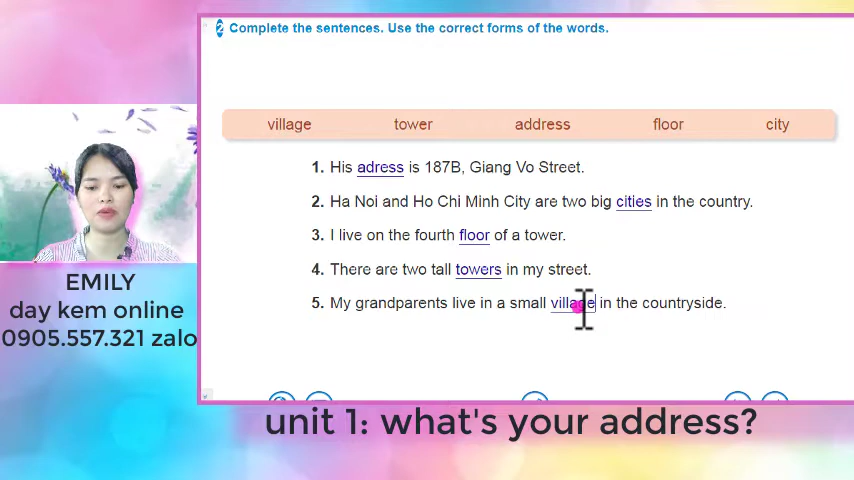 2 Complete the sentences. Use the correct forms of the words.
village tower address floor city
1. His adress is 187B, Giang Vo Street.
2. Ha Noi and Ho Chi Minh City are two big cities in the country.
3. I live on the fourth floor of a tower.
4. There are two tall towers in my street.
5. My grandparents live in a small village in the countryside.
EMILY
day kem online
0905.557.321 zalo
unit 1: what's your address?